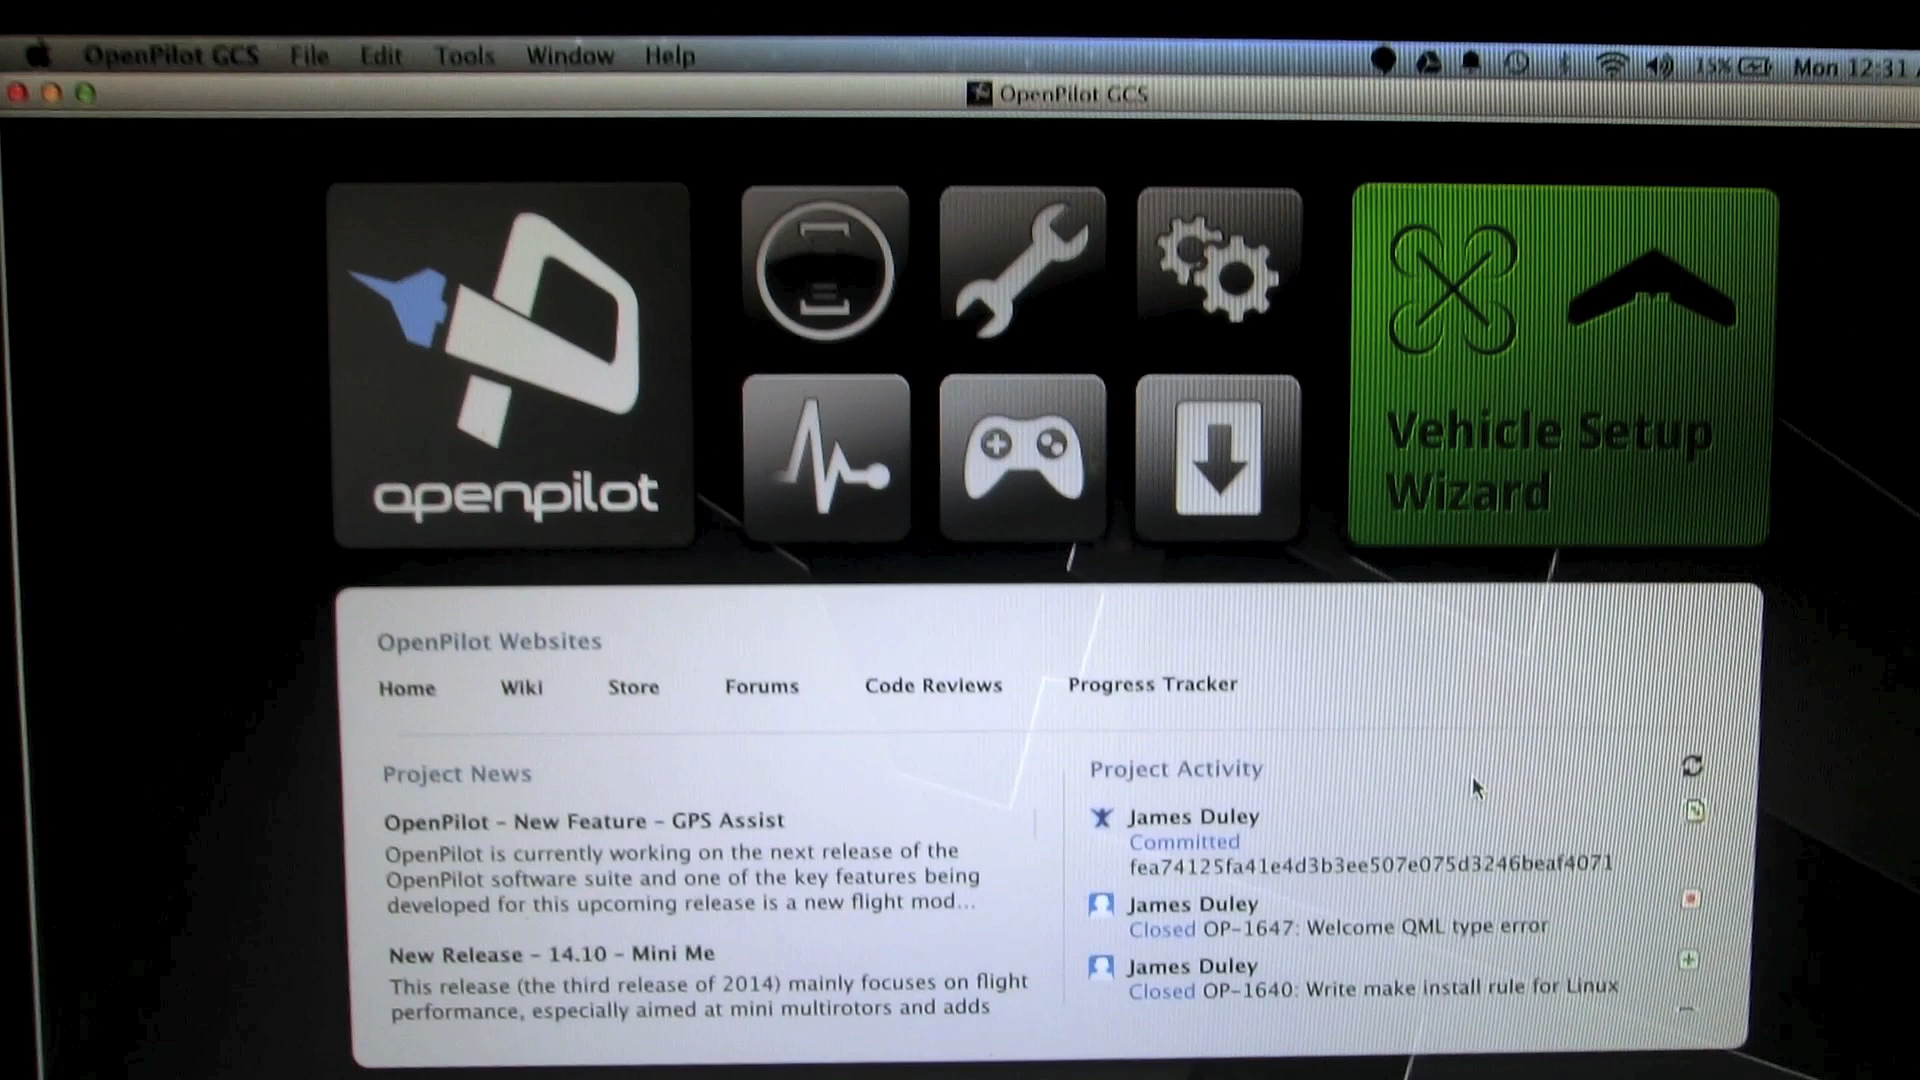 OpenPilot GCS File Edit Tools Window Help 15% Mon 12:31
OpenPilot GCS
openpilot
Vehicle Setup
Wizard
OpenPilot Websites
Home Wiki Store Forums Code Reviews Progress Tracker
Project News
OpenPilot - New Feature - GPS Assist
OpenPilot is currently working on the next release of the
OpenPilot software suite and one of the key features being
developed for this upcoming release is a new flight mod...
New Release - 14.10 - Mini Me
This release (the third release of 2014) mainly focuses on flight
performance, especially aimed at mini multirotors and adds
Project Activity
James Duley
Committed
fea74125fa41e4d3b3ee507e075d3246beaf4071
James Duley
Closed OP-1647: Welcome QML type error
James Duley
Closed OP-1640: Write make install rule for Linux